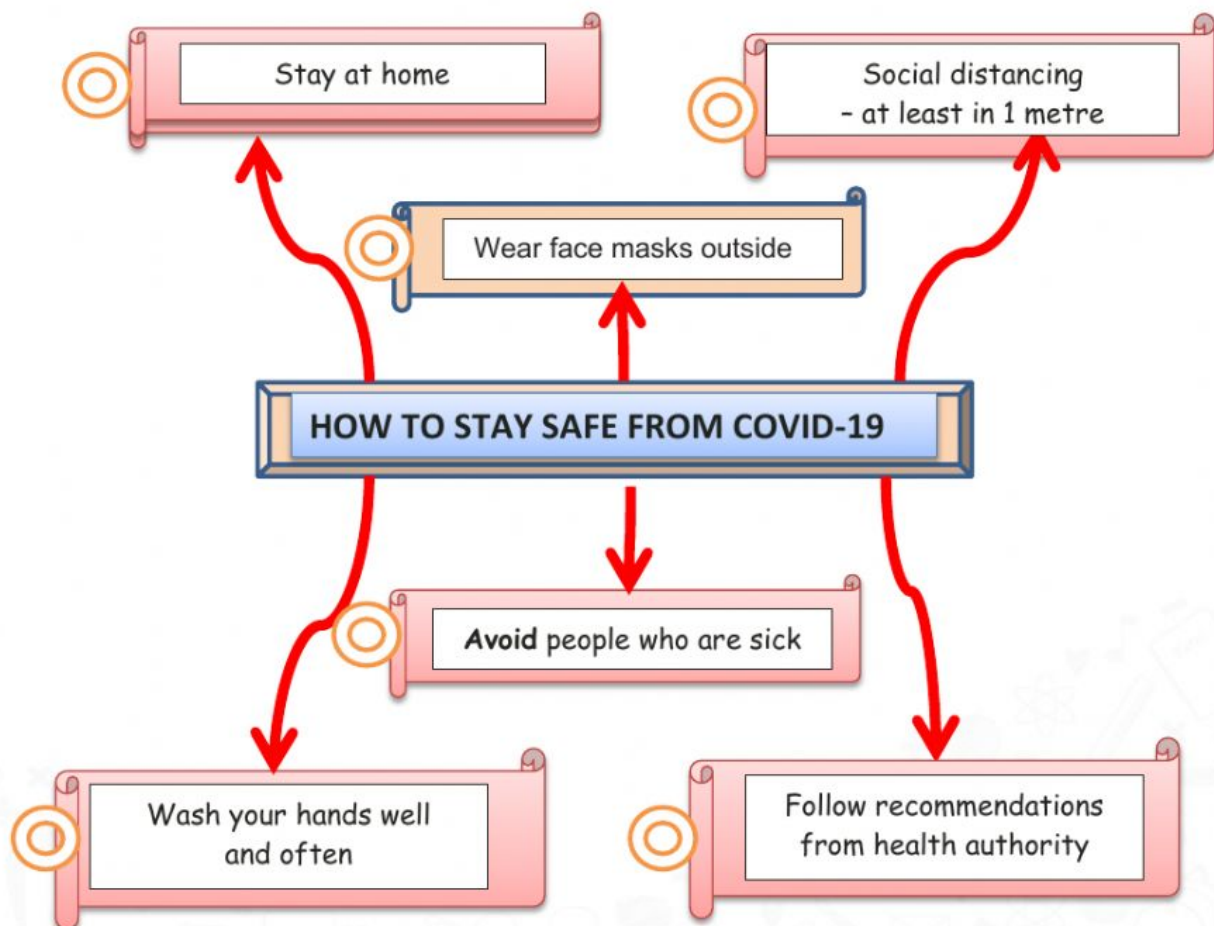 Stay at home
Social distancing
– at least in 1 metre
Wear face masks outside
HOW TO STAY SAFE FROM COVID-19
Avoid people who are sick
Wash your hands well
and often
Follow recommendations
from health authority